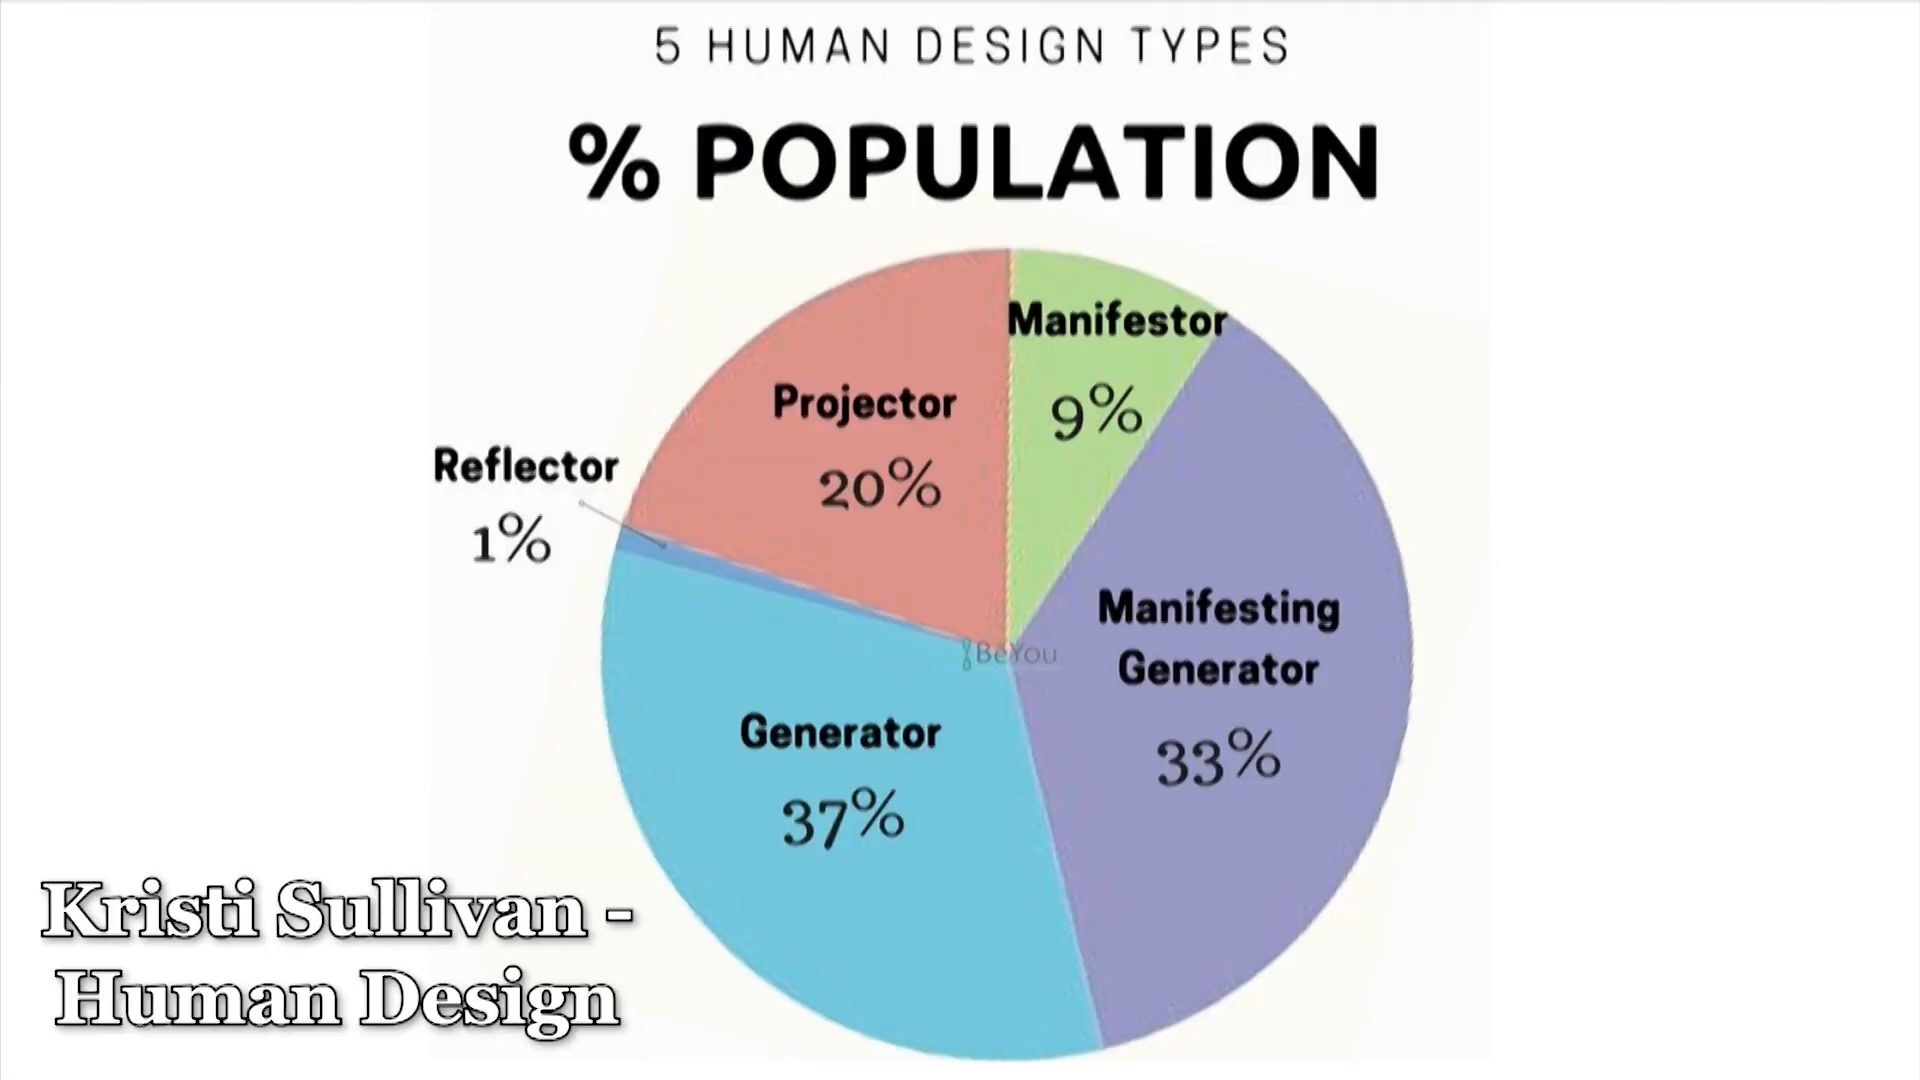 5 HUMAN DESIGN TYPES
% POPULATION
Manifestor
9%
Projector
20%
Reflector
1%
Manifesting
Generator
33%
Generator
37%
BeYou
Kristi Sullivan -
Human Design